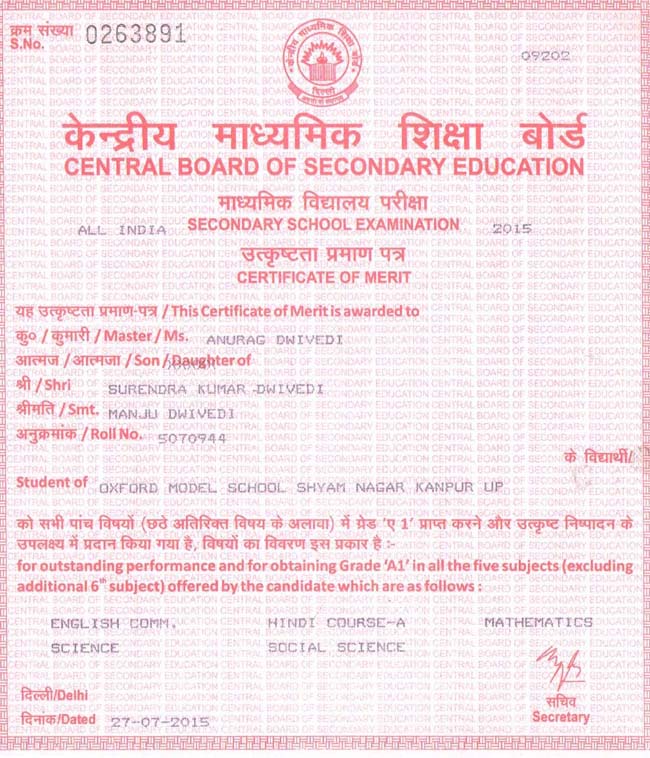 क्रम संख्या 0263891
S.No.
09202
केन्द्रीय माध्यमिक शिक्षा बोर्ड
दिल्ली
केन्द्रीय माध्यमिक शिक्षा बोर्ड
CENTRAL BOARD OF SECONDARY EDUCATION
माध्यमिक विद्यालय परीक्षा
ALL INDIA SECONDARY SCHOOL EXAMINATION 2015
उत्कृष्टता प्रमाण पत्र
CERTIFICATE OF MERIT
यह उत्कृष्टता प्रमाण-पत्र / This Certificate of Merit is awarded to
कु० / कुमारी / Master / Ms. ANURAG DWIVEDI
आत्मज / आत्मजा / Son / Daughter of
श्री / Shri SURENDRA KUMAR DWIVEDI
श्रीमति / Smt. MANJU DWIVEDI
अनुक्रमांक / Roll No. 5070944
के विद्यार्थी/
Student of OXFORD MODEL SCHOOL SHYAM NAGAR KANPUR UP
को सभी पांच विषयों (छठे अतिरिक्त विषय के अलावा) में ग्रेड 'ए 1' प्राप्त करने और उत्कृष्ट निष्पादन के
उपलक्ष्य में प्रदान किया गया है, विषयों का विवरण इस प्रकार है :-
for outstanding performance and for obtaining Grade 'A1' in all the five subjects (excluding
additional 6th subject) offered by the candidate which are as follows :
ENGLISH COMM. HINDI COURSE-A MATHEMATICS
SCIENCE SOCIAL SCIENCE
दिल्ली/Delhi
सचिव
दिनांक/Dated 27-07-2015 Secretary